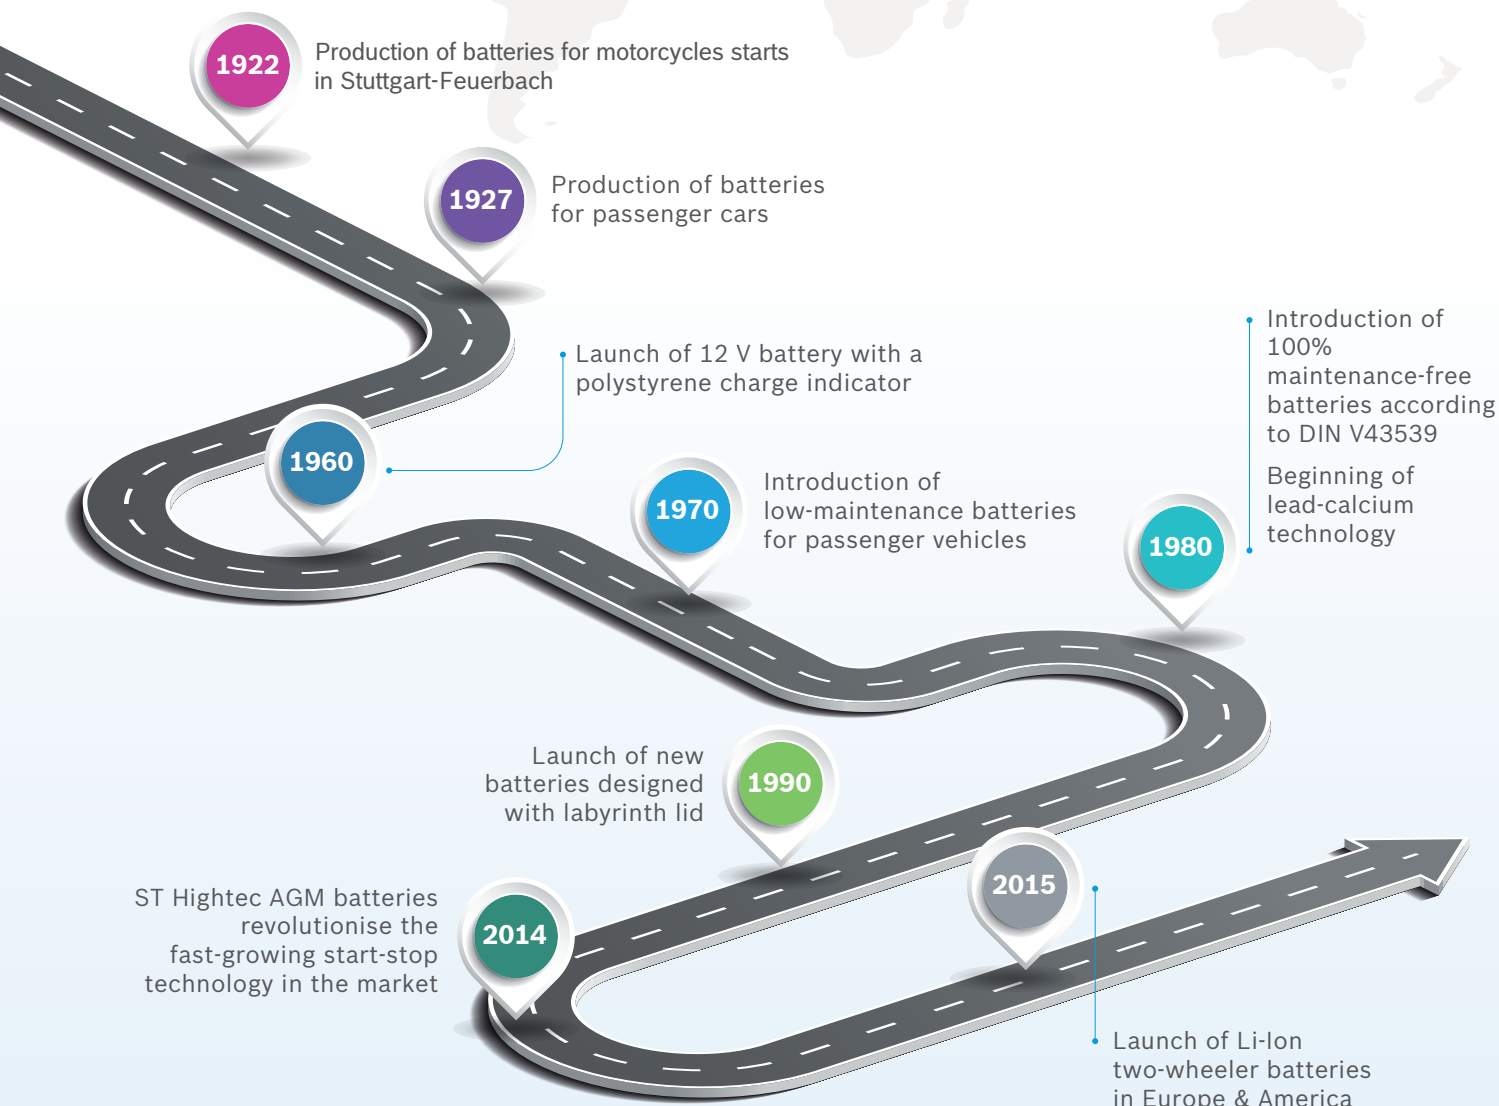 1922
Production of batteries for motorcycles starts
in Stuttgart-Feuerbach
1927
Production of batteries
for passenger cars
1960
Launch of 12 V battery with a
polystyrene charge indicator
1970
Introduction of
low-maintenance batteries
for passenger vehicles
1980
Introduction of
100%
maintenance-free
batteries according
to DIN V43539
Beginning of
lead-calcium
technology
1990
Launch of new
batteries designed
with labyrinth lid
2014
ST Hightec AGM batteries
revolutionise the
fast-growing start-stop
technology in the market
2015
Launch of Li-Ion
two-wheeler batteries
in Europe & America